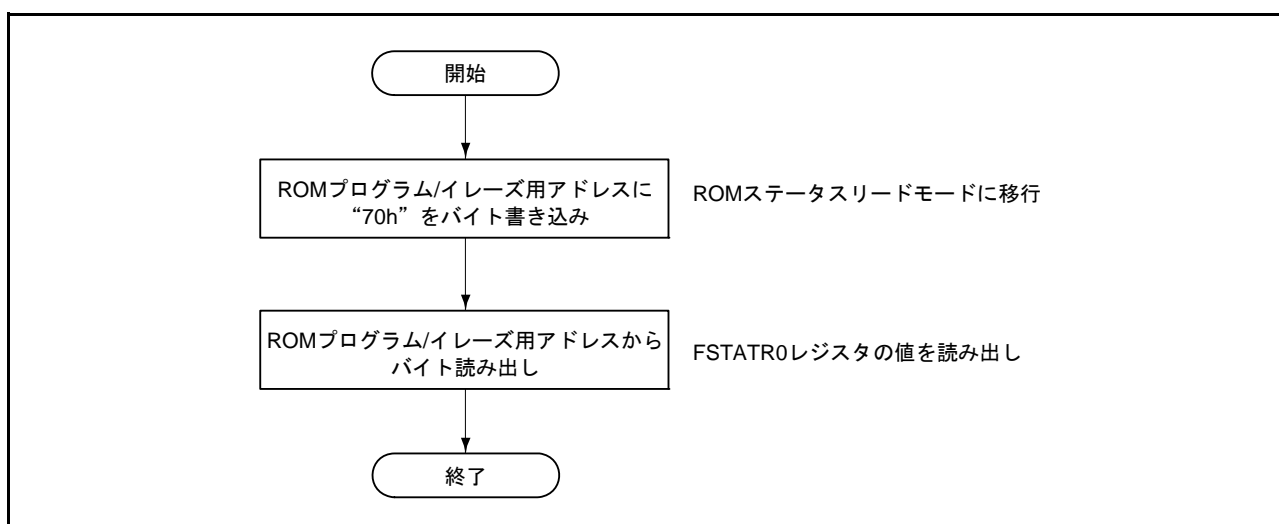 開始
ROMプログラム/イレーズ用アドレスに
“70h”をバイト書き込み
ROMステータスリードモードに移行
ROMプログラム/イレーズ用アドレスから
バイト読み出し
FSTATR0レジスタの値を読み出し
終了